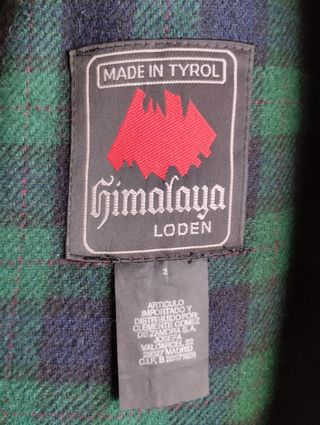 MADE IN TYROL
himalaya
LODEN
2
ARTICULO
IMPORTADO Y
DISTRIBUIDO POR:
CLEMENTE GOMEZ
DE ZAMORA S.A.
JOSEFA
VALCARCEL 22
28027 MADRID
C.I.F. B 28571628